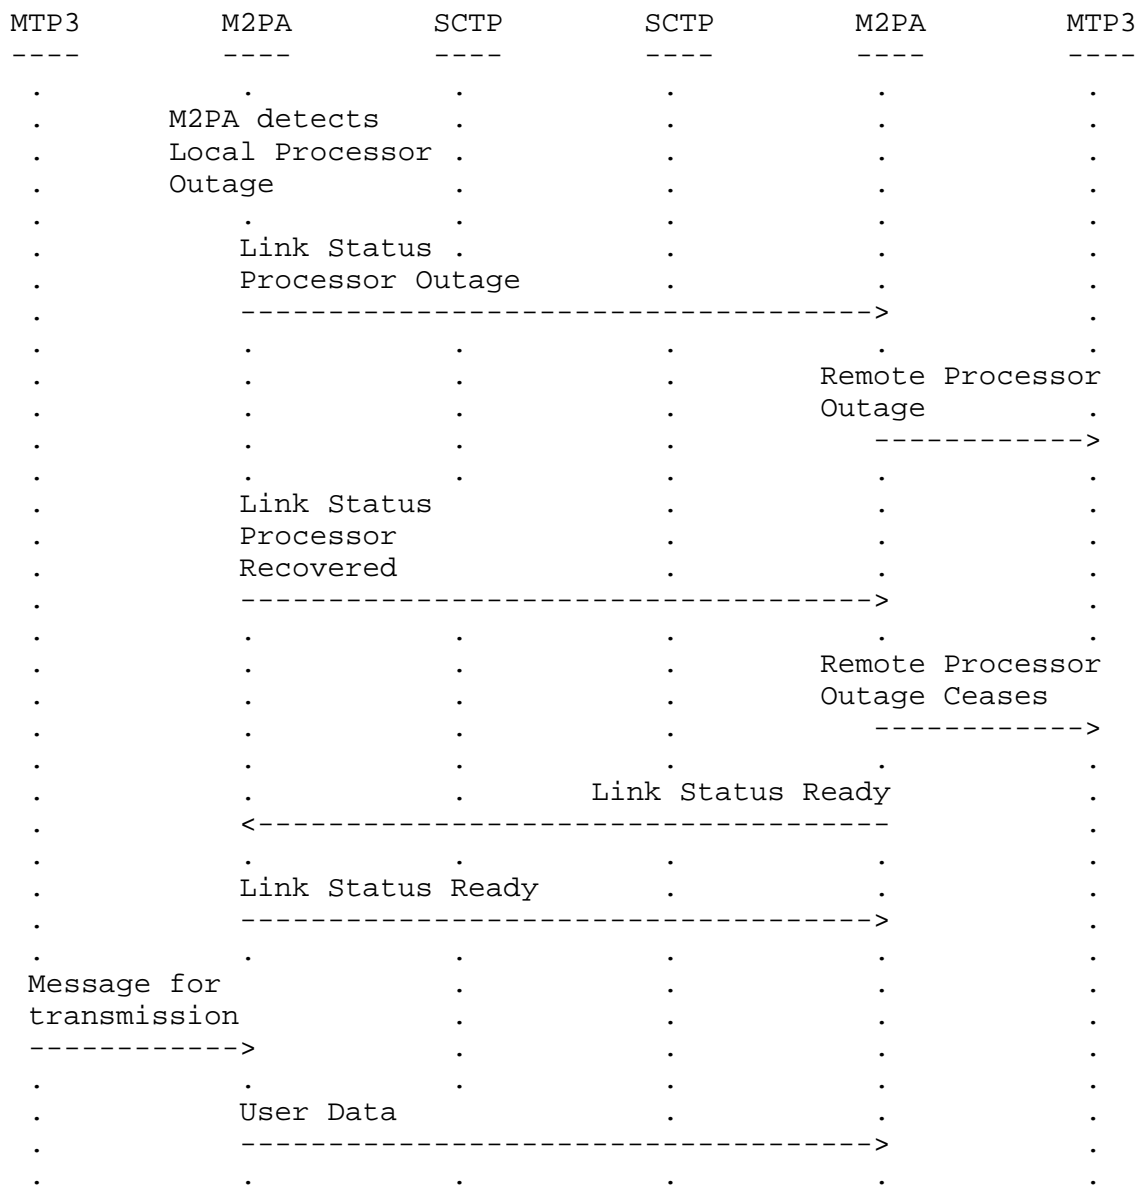 MTP3 M2PA SCTP SCTP M2PA MTP3
---- ---- ---- ---- ---- ----
. . . . . .
. M2PA detects . . . .
. Local Processor . . . .
. Outage . . . .
. . . . . .
. Link Status . . . .
. Processor Outage . . .
. ------------------------------------> .
. . . . . .
. . . . Remote Processor
. . . . Outage .
. . . . ------------>
. . . . . .
. Link Status . . .
. Processor . . .
. Recovered . . .
. ------------------------------------> .
. . . . . .
. . . . Remote Processor
. . . . Outage Ceases
. . . . ------------>
. . . . . .
. . . Link Status Ready .
. <------------------------------------ .
. . . . . .
. Link Status Ready . . .
. ------------------------------------> .
. . . . . .
Message for . . . .
transmission . . . .
------------> . . . .
. . . . . .
. User Data . . .
. ------------------------------------> .
. . . . . .